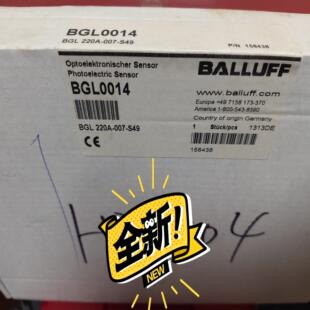 BGL0014
BGL 220A-007-S49
P/N 158438
Optoelektronischer Sensor
Photoelectric Sensor
BGL0014
BGL 220A-007-S49
CE
BALLUFF
www.balluff.com
Europa +49 7158 173-370
America 1-800-543-8390
Country of origin Germany
1 Stück/pcs 1313DE
158438
04
全新!
NEW